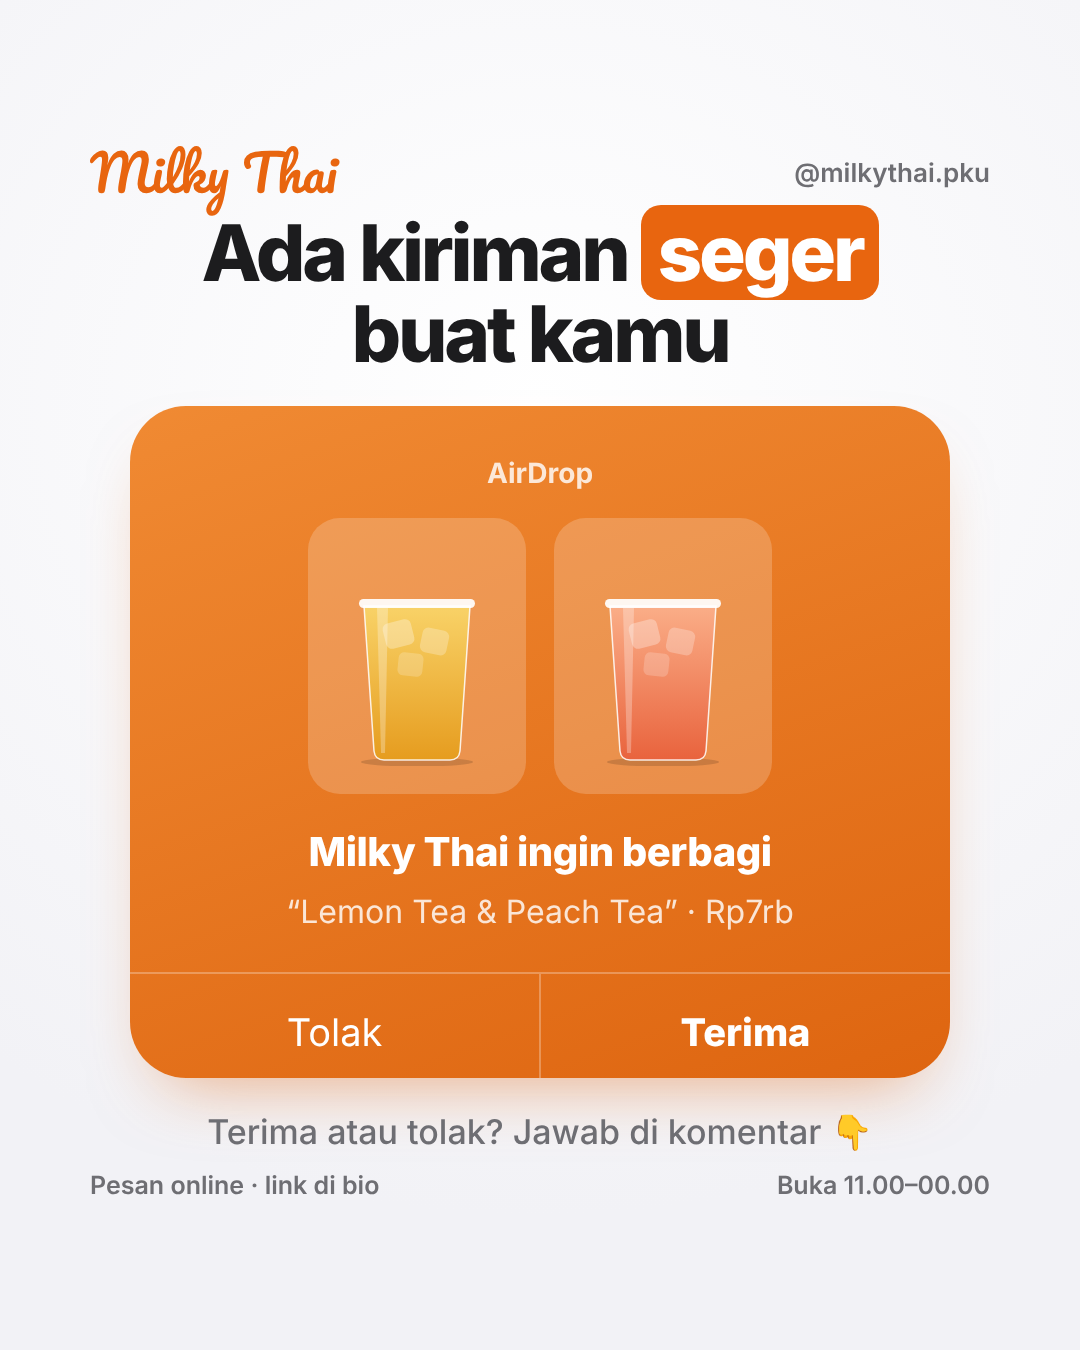 Milky Thai
@milkythai.pku
Ada kiriman seger
buat kamu
AirDrop
Milky Thai ingin berbagi
“Lemon Tea & Peach Tea” · Rp7rb
Tolak
Terima
Terima atau tolak? Jawab di komentar 👇
Pesan online · link di bio
Buka 11.00–00.00